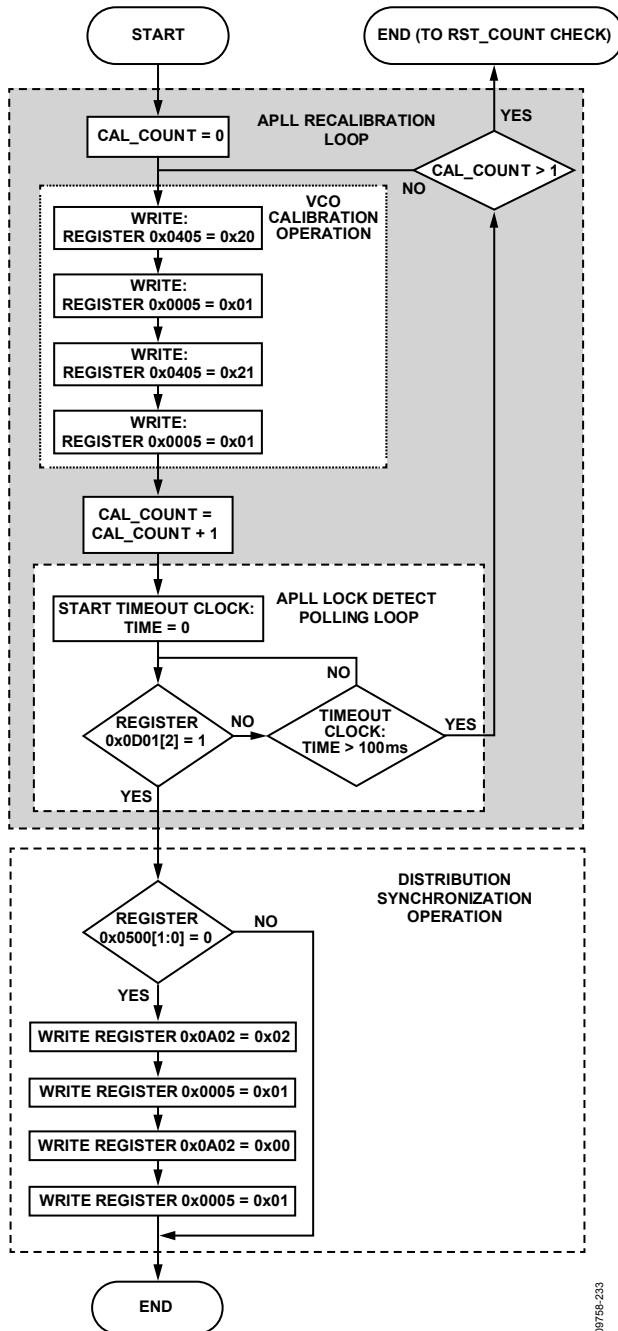 START
END (TO RST_COUNT CHECK)
YES
CAL_COUNT = 0
APLL RECALIBRATION
LOOP
CAL_COUNT > 1
NO
VCO
CALIBRATION
OPERATION
WRITE:
REGISTER 0x0405 = 0x20
WRITE:
REGISTER 0x0005 = 0x01
WRITE:
REGISTER 0x0405 = 0x21
WRITE:
REGISTER 0x0005 = 0x01
CAL_COUNT =
CAL_COUNT + 1
APLL LOCK DETECT
POLLING LOOP
START TIMEOUT CLOCK:
TIME = 0
NO
REGISTER
0x0D01[2] = 1
NO
TIMEOUT
CLOCK:
TIME > 100ms
YES
YES
DISTRIBUTION
SYNCHRONIZATION
OPERATION
REGISTER
0x0500[1:0] = 0
NO
YES
WRITE REGISTER 0x0A02 = 0x02
WRITE REGISTER 0x0005 = 0x01
WRITE REGISTER 0x0A02 = 0x00
WRITE REGISTER 0x0005 = 0x01
END
09758-233